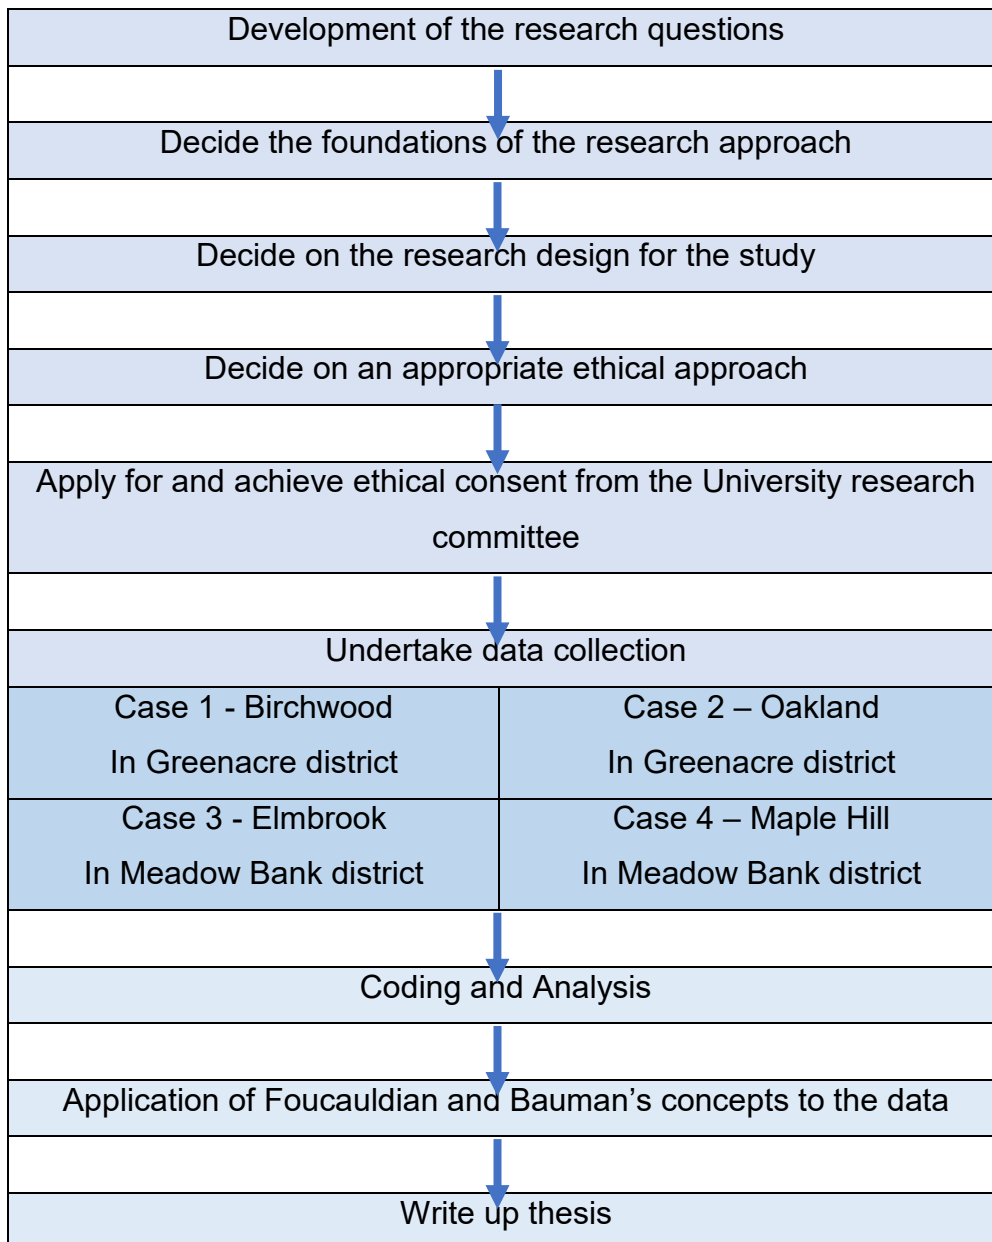 Development of the research questions
Decide the foundations of the research approach
Decide on the research design for the study
Decide on an appropriate ethical approach
Apply for and achieve ethical consent from the University research
committee
Undertake data collection
Case 1 - Birchwood
In Greenacre district
Case 2 – Oakland
In Greenacre district
Case 3 - Elmbrook
In Meadow Bank district
Case 4 – Maple Hill
In Meadow Bank district
Coding and Analysis
Application of Foucauldian and Bauman’s concepts to the data
Write up thesis